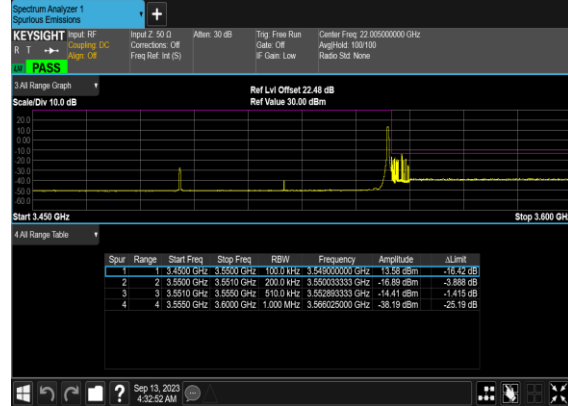 Spectrum Analyzer 1
Spurious Emissions
+
KEYSIGHT Input: RF
R T Coupling: DC
Align: Off
Input Z: 50 Ω
Corrections: Off
Freq Ref: Int (S)
Atten: 30 dB
Trig: Free Run
Gate: Off
IF Gain: Low
Center Freq: 22.005000000 GHz
Avg|Hold: 100/100
Radio Std: None
PASS
3 All Range Graph
Ref Lvl Offset 22.48 dB
Scale/Div 10.0 dB Ref Value 30.00 dBm
20.0
10.0
0.00
-10.0
-20.0
-30.0
-40.0
-50.0
-60.0
Start 3.450 GHz Stop 3.600 GHz
4 All Range Table
Spur Range Start Freq Stop Freq RBW Frequency Amplitude ΔLimit
1 1 3.4500 GHz 3.5500 GHz 100.0 kHz 3.549000000 GHz 13.58 dBm -16.42 dB
2 2 3.5500 GHz 3.5510 GHz 200.0 kHz 3.550033333 GHz -16.89 dBm -3.888 dB
3 3 3.5510 GHz 3.5550 GHz 510.0 kHz 3.552893333 GHz -14.41 dBm -1.415 dB
4 4 3.5550 GHz 3.6000 GHz 1.000 MHz 3.566025000 GHz -38.19 dBm -25.19 dB
? Sep 13, 2023
4:32:52 AM